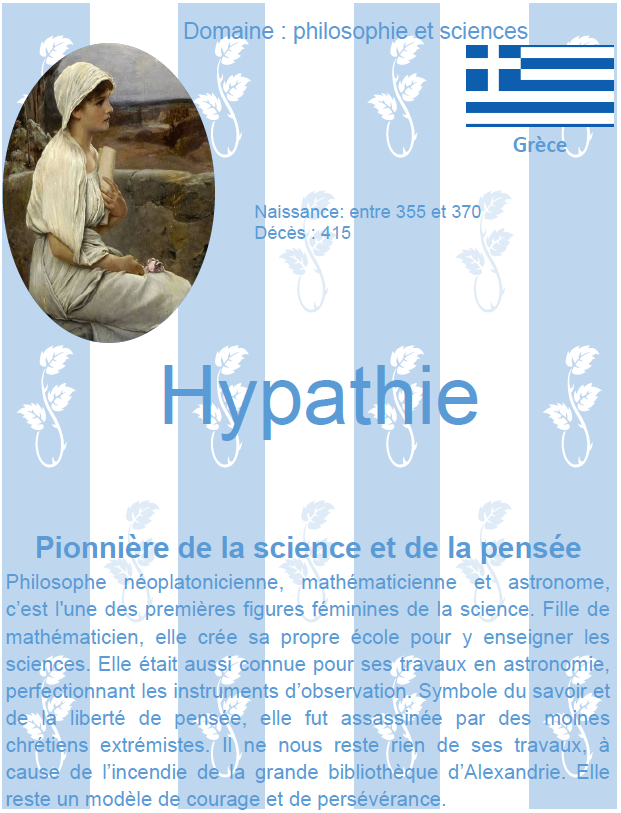 Domaine : philosophie et sciences
Grèce
Naissance: entre 355 et 370
Décès : 415
Hypathie
Pionnière de la science et de la pensée
Philosophe néoplatonicienne, mathématicienne et astronome,
c’est l'une des premières figures féminines de la science. Fille de
mathématicien, elle crée sa propre école pour y enseigner les
sciences. Elle était aussi connue pour ses travaux en astronomie,
perfectionnant les instruments d’observation. Symbole du savoir et
de la liberté de pensée, elle fut assassinée par des moines
chrétiens extrémistes. Il ne nous reste rien de ses travaux, à
cause de l’incendie de la grande bibliothèque d’Alexandrie. Elle
reste un modèle de courage et de persévérance.